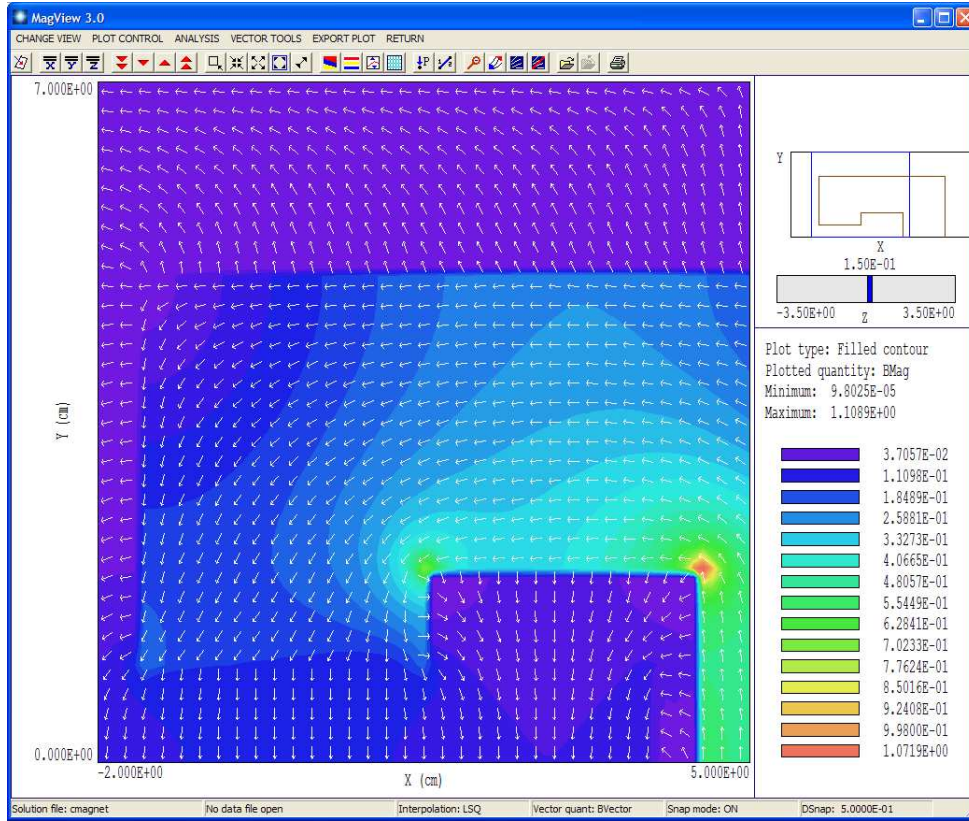 MagView 3.0
CHANGE VIEW PLOT CONTROL ANALYSIS VECTOR TOOLS EXPORT PLOT RETURN
X Y Z P
7.000E+00
Y (cm)
0.000E+00
-2.000E+00 5.000E+00
X (cm)
Y
X
1.50E-01
-3.50E+00 Z 3.50E+00
Plot type: Filled contour
Plotted quantity: BMag
Minimum: 9.8025E-05
Maximum: 1.1089E+00
3.7057E-02
1.1098E-01
1.8489E-01
2.5881E-01
3.3273E-01
4.0665E-01
4.8057E-01
5.5449E-01
6.2841E-01
7.0233E-01
7.7624E-01
8.5016E-01
9.2408E-01
9.9800E-01
1.0719E+00
Solution file: cmagnet No data file open Interpolation: LSQ Vector quant: BVector Snap mode: ON DSnap: 5.0000E-01